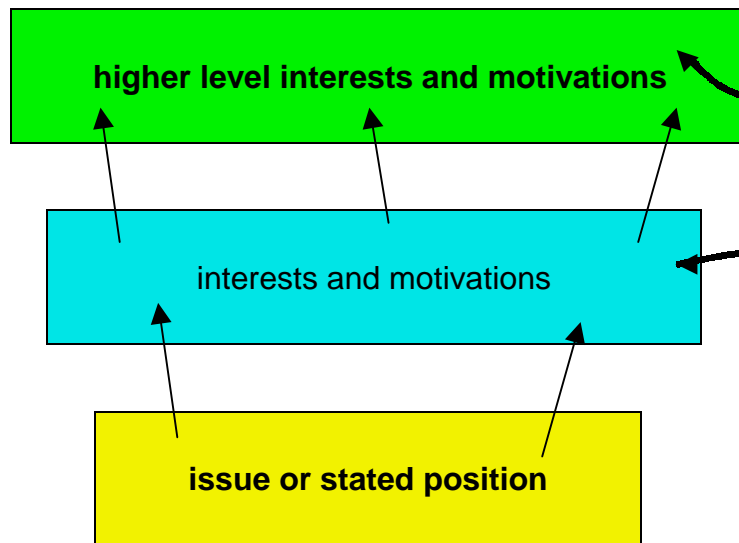 higher level interests and motivations
interests and motivations
issue or stated position